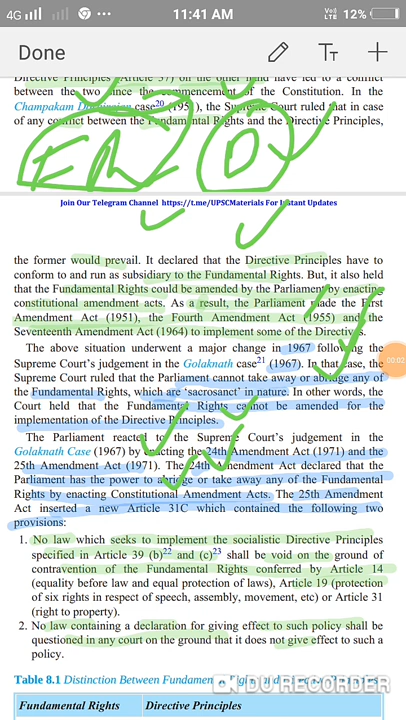 4G 11:41 AM VoD LTE 12%
Done TT +
Directive Principles (Article 37) on the other hand have led to a conflict
between the two since the commencement of the Constitution. In the
Champakam Dorairajan case20 (1951), the Supreme Court ruled that in case
of any conflict between the Fundamental Rights and the Directive Principles,
FR D
Join Our Telegram Channel https://t.me/UPSCMaterials For Instant Updates
the former would prevail. It declared that the Directive Principles have to
conform to and run as subsidiary to the Fundamental Rights. But, it also held
that the Fundamental Rights could be amended by the Parliament by enacting
constitutional amendment acts. As a result, the Parliament made the First
Amendment Act (1951), the Fourth Amendment Act (1955) and the
Seventeenth Amendment Act (1964) to implement some of the Directives.
The above situation underwent a major change in 1967 following the
Supreme Court's judgement in the Golaknath case21 (1967). In that case, the
Supreme Court ruled that the Parliament cannot take away or abridge any of
the Fundamental Rights, which are 'sacrosanct' in nature. In other words, the
Court held that the Fundamental Rights cannot be amended for the
implementation of the Directive Principles.
00:02
The Parliament reacted to the Supreme Court's judgement in the
Golaknath Case (1967) by enacting the 24th Amendment Act (1971) and the
25th Amendment Act (1971). The 24th Amendment Act declared that the
Parliament has the power to abridge or take away any of the Fundamental
Rights by enacting Constitutional Amendment Acts. The 25th Amendment
Act inserted a new Article 31C which contained the following two
provisions:
1. No law which seeks to implement the socialistic Directive Principles
specified in Article 39 (b)22 and (c)23 shall be void on the ground of
contravention of the Fundamental Rights conferred by Article 14
(equality before law and equal protection of laws), Article 19 (protection
of six rights in respect of speech, assembly, movement, etc) or Article 31
(right to property).
2. No law containing a declaration for giving effect to such policy shall be
questioned in any court on the ground that it does not give effect to such a
policy.
Table 8.1 Distinction Between Fundamental Rights and Directive Principles
DU RECORDER
Fundamental Rights Directive Principles